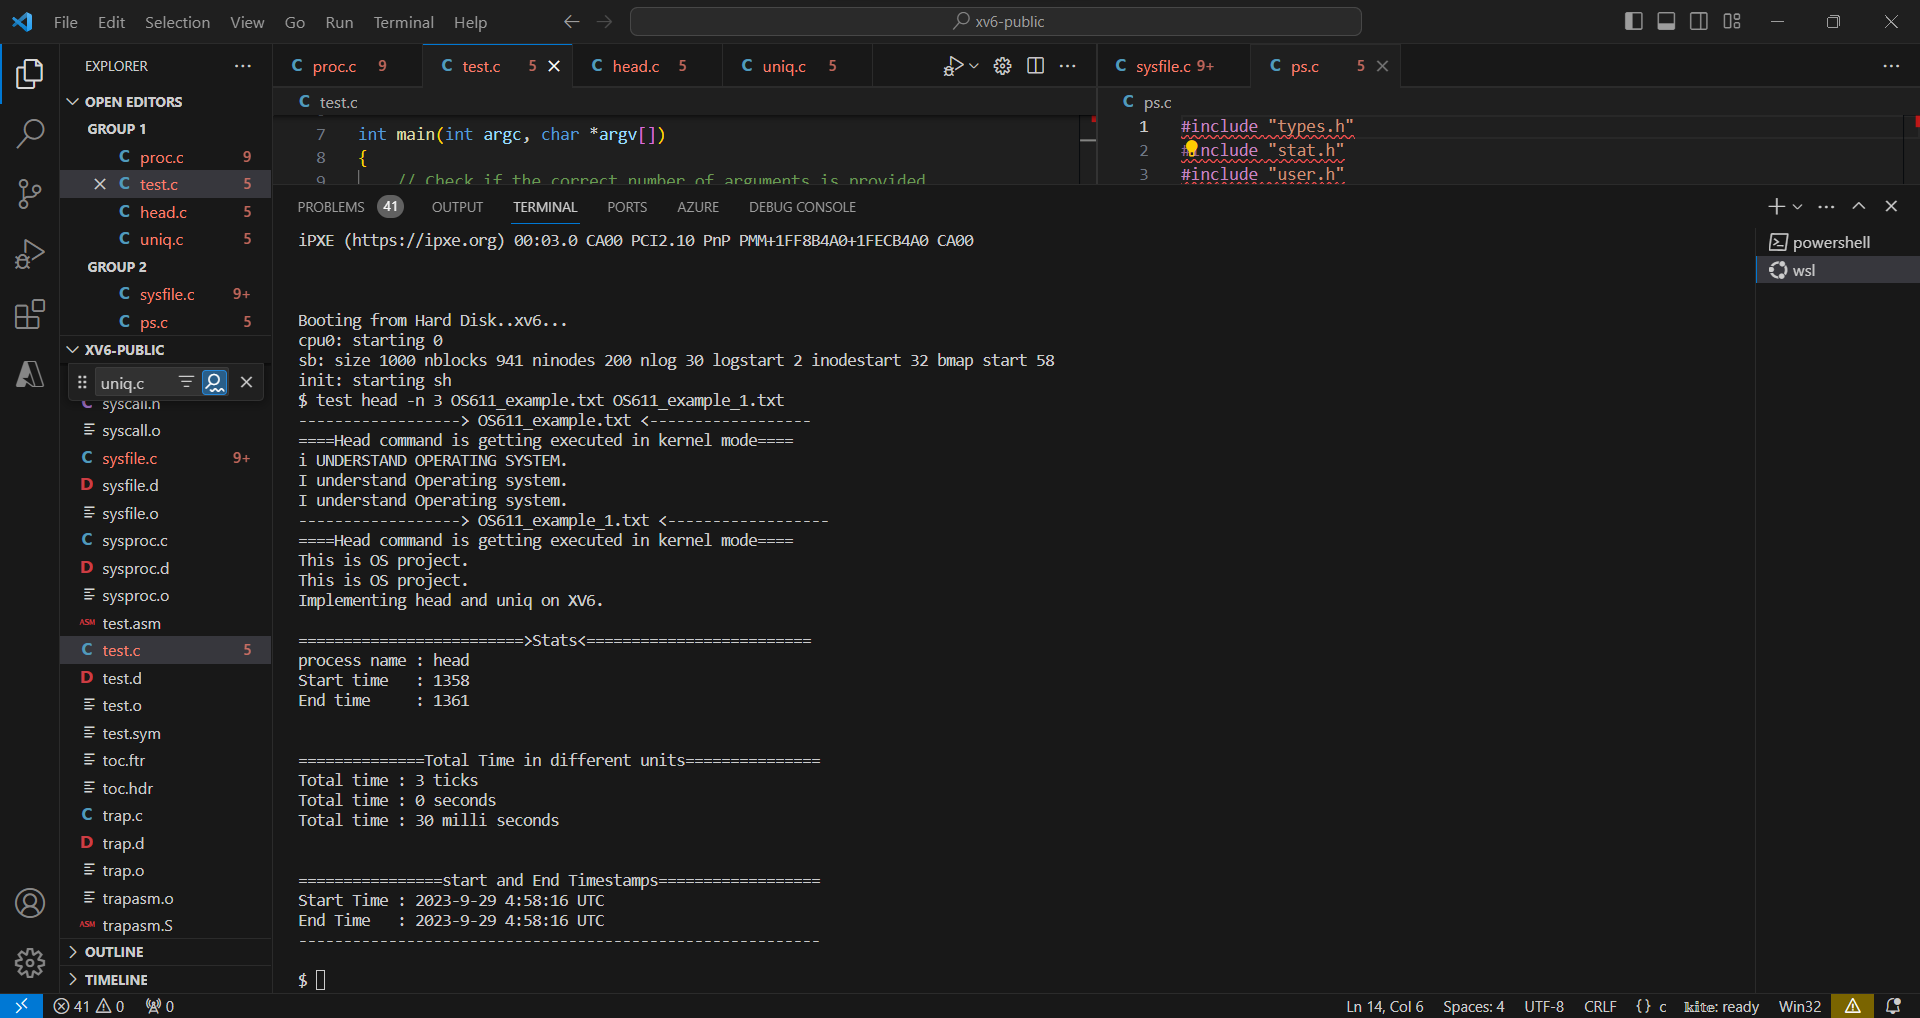 File Edit Selection View Go Run Terminal Help
xv6-public
EXPLORER
OPEN EDITORS
GROUP 1
C proc.c 9
C test.c 5
C head.c 5
C uniq.c 5
GROUP 2
C sysfile.c 9+
C ps.c 5
XV6-PUBLIC
uniq.c
C syscall.h
syscall.o
C sysfile.c 9+
D sysfile.d
sysfile.o
C sysproc.c
D sysproc.d
sysproc.o
ASM test.asm
C test.c 5
D test.d
test.o
test.sym
toc.ftr
toc.hdr
C trap.c
D trap.d
trap.o
trapasm.o
ASM trapasm.S
OUTLINE
TIMELINE
C proc.c 9 C test.c 5 C head.c 5 C uniq.c 5
C test.c
7 int main(int argc, char *argv[])
8 {
9 // Check if the correct number of arguments is provided
C sysfile.c 9+ C ps.c 5
C ps.c
1 #include "types.h"
2 #include "stat.h"
3 #include "user.h"
PROBLEMS 41 OUTPUT TERMINAL PORTS AZURE DEBUG CONSOLE
iPXE (https://ipxe.org) 00:03.0 CA00 PCI2.10 PnP PMM+1FF8B4A0+1FECB4A0 CA00
Booting from Hard Disk..xv6...
cpu0: starting 0
sb: size 1000 nblocks 941 ninodes 200 nlog 30 logstart 2 inodestart 32 bmap start 58
init: starting sh
$ test head -n 3 OS611_example.txt OS611_example_1.txt
------------------> OS611_example.txt <------------------
====Head command is getting executed in kernel mode====
i UNDERSTAND OPERATING SYSTEM.
I understand Operating system.
I understand Operating system.
------------------> OS611_example_1.txt <------------------
====Head command is getting executed in kernel mode====
This is OS project.
This is OS project.
Implementing head and uniq on XV6.
=========================>Stats<=========================
process name : head
Start time   : 1358
End time     : 1361
==============Total Time in different units===============
Total time : 3 ticks
Total time : 0 seconds
Total time : 30 milli seconds
================start and End Timestamps==================
Start Time : 2023-9-29 4:58:16 UTC
End Time   : 2023-9-29 4:58:16 UTC
----------------------------------------------------------
$
powershell
wsl
41 0 0
Ln 14, Col 6 Spaces: 4 UTF-8 CRLF {} c kite: ready Win32